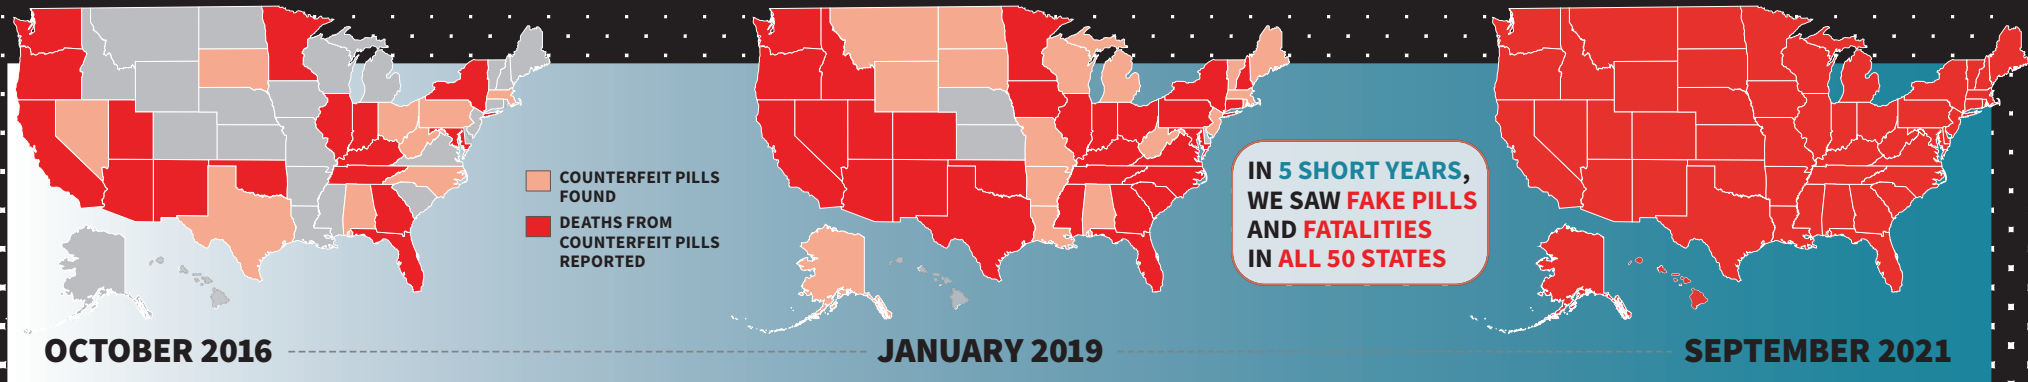 COUNTERFEIT PILLS
FOUND
DEATHS FROM
COUNTERFEIT PILLS
REPORTED
IN 5 SHORT YEARS,
WE SAW FAKE PILLS
AND FATALITIES
IN ALL 50 STATES
OCTOBER 2016
JANUARY 2019
SEPTEMBER 2021